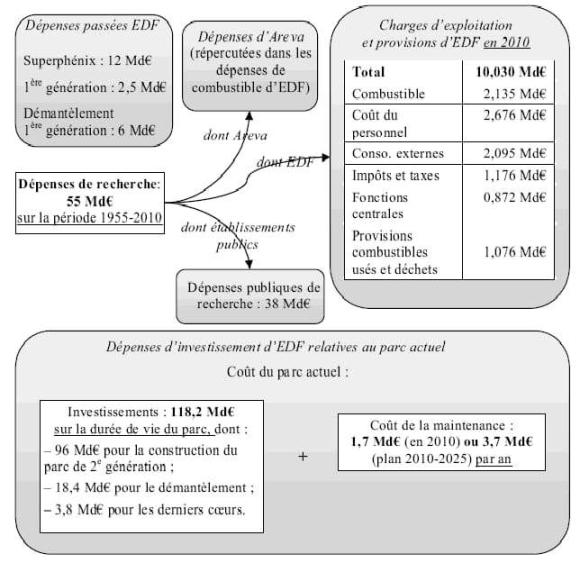 Dépenses passées EDF
Superphénix : 12 Md€
1ère génération : 2,5 Md€
Démantèlement
1ère génération : 6 Md€
Dépenses d'Areva
(répercutées dans les
dépenses de
combustible d'EDF)
Charges d'exploitation
et provisions d'EDF en 2010
Total 10,030 Md€
Combustible 2,135 Md€
Coût du
personnel 2,676 Md€
Conso. externes 2,095 Md€
Impôts et taxes 1,176 Md€
Fonctions
centrales 0,872 Md€
Provisions
combustibles
usés et déchets 1,076 Md€
dont Areva
dont EDF
Dépenses de recherche:
55 Md€
sur la période 1955-2010
dont établissements
publics
Dépenses publiques de
recherche : 38 Md€
Dépenses d'investissement d'EDF relatives au parc actuel
Coût du parc actuel :
Investissements : 118,2 Md€
sur la durée de vie du parc, dont :
– 96 Md€ pour la construction du
parc de 2e génération ;
– 18,4 Md€ pour le démantèlement ;
– 3,8 Md€ pour les derniers cœurs.
+
Coût de la maintenance :
1,7 Md€ (en 2010) ou 3,7 Md€
(plan 2010-2025) par an